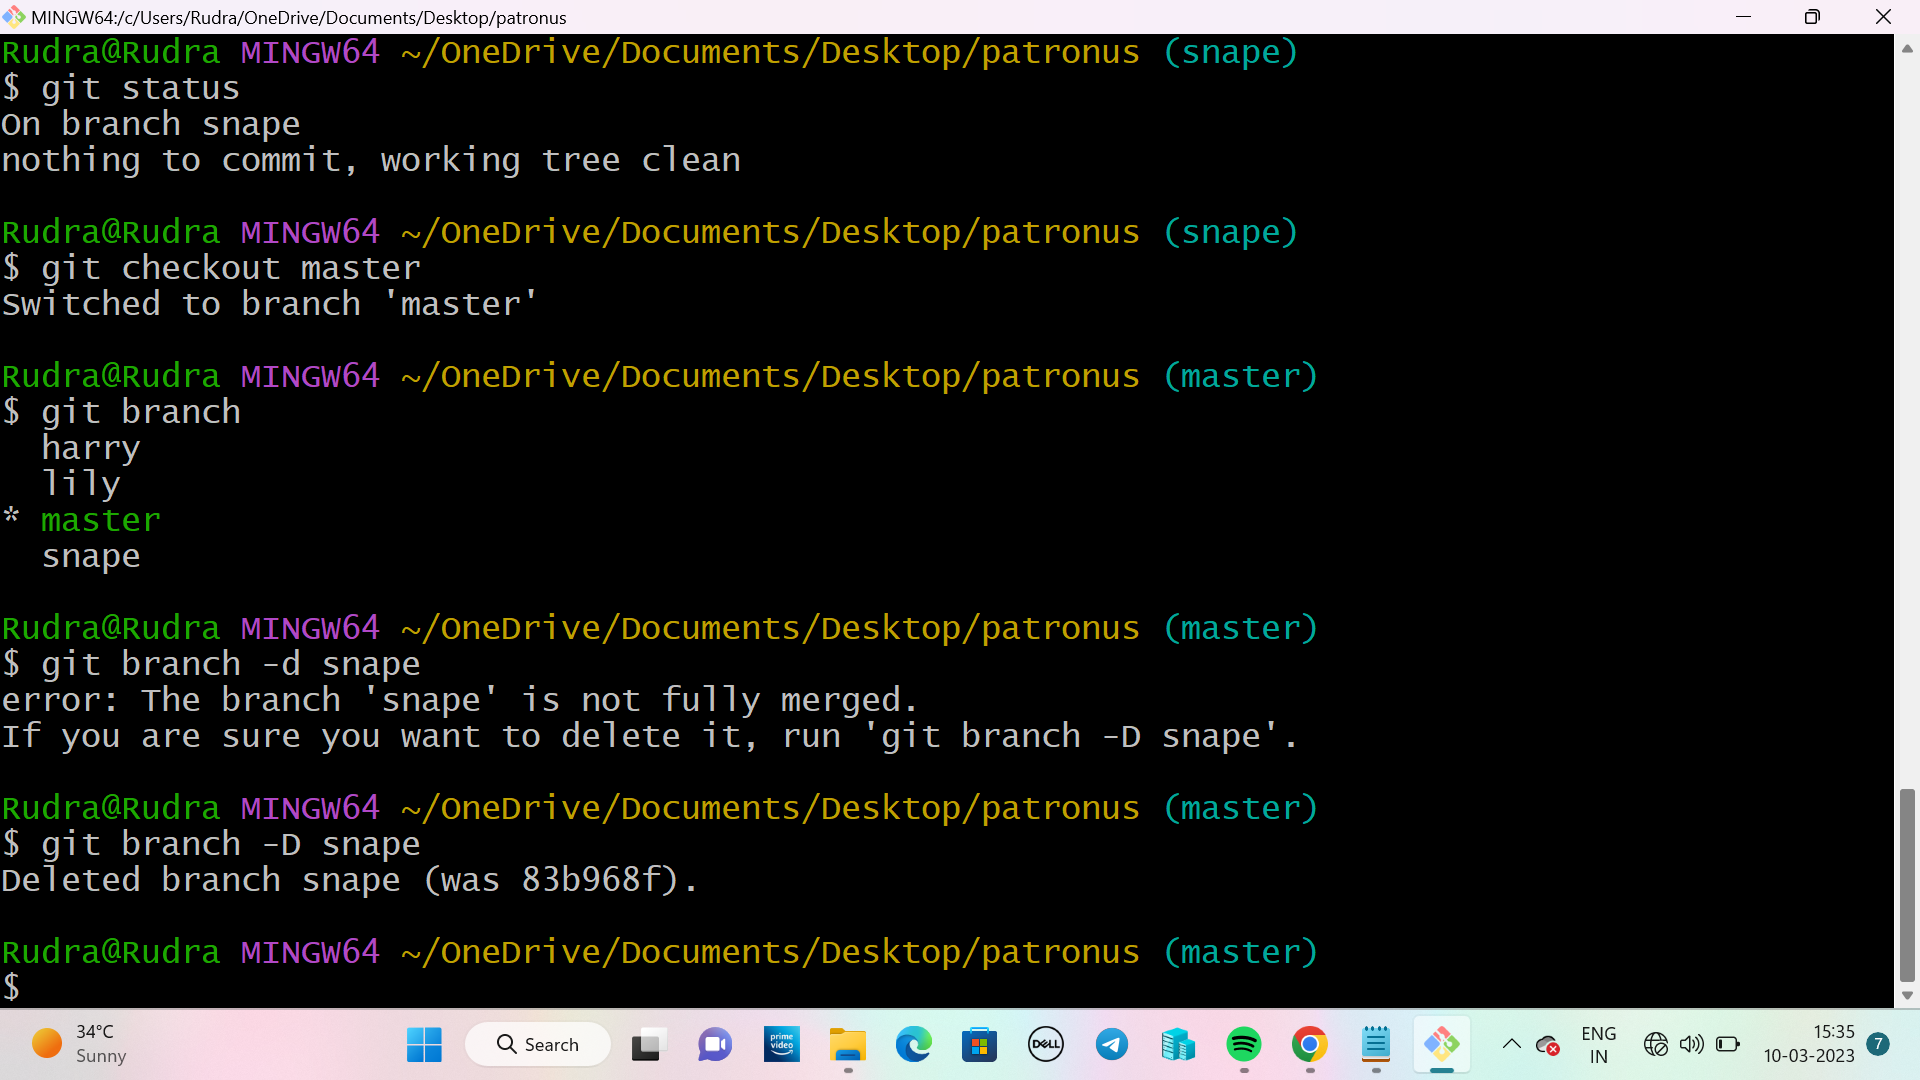 MINGW64:/c/Users/Rudra/OneDrive/Documents/Desktop/patronus
Rudra@Rudra MINGW64 ~/OneDrive/Documents/Desktop/patronus (snape)
$ git status
On branch snape
nothing to commit, working tree clean
Rudra@Rudra MINGW64 ~/OneDrive/Documents/Desktop/patronus (snape)
$ git checkout master
Switched to branch 'master'
Rudra@Rudra MINGW64 ~/OneDrive/Documents/Desktop/patronus (master)
$ git branch
  harry
  lily
* master
  snape
Rudra@Rudra MINGW64 ~/OneDrive/Documents/Desktop/patronus (master)
$ git branch -d snape
error: The branch 'snape' is not fully merged.
If you are sure you want to delete it, run 'git branch -D snape'.
Rudra@Rudra MINGW64 ~/OneDrive/Documents/Desktop/patronus (master)
$ git branch -D snape
Deleted branch snape (was 83b968f).
Rudra@Rudra MINGW64 ~/OneDrive/Documents/Desktop/patronus (master)
$
34°C
Sunny
Search
prime
video
DELL
ENG
IN
15:35
10-03-2023
7